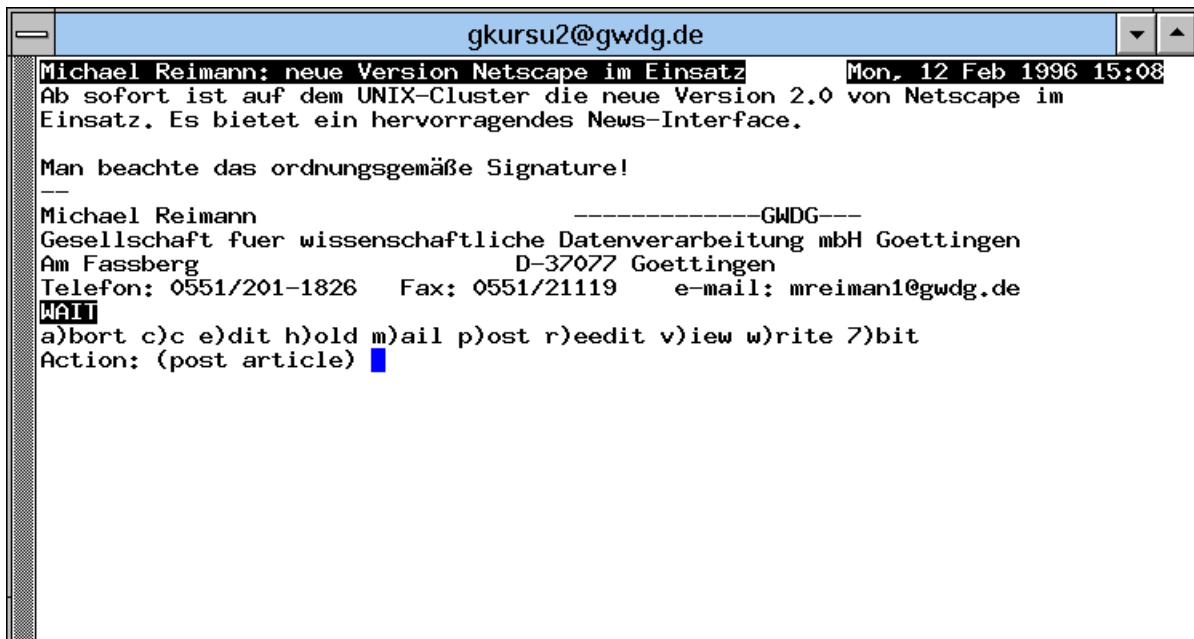 gkursu2@gwdg.de
Michael Reimann: neue Version Netscape im Einsatz Mon, 12 Feb 1996 15:08
Ab sofort ist auf dem UNIX-Cluster die neue Version 2.0 von Netscape im
Einsatz. Es bietet ein hervorragendes News-Interface.
Man beachte das ordnungsgemäße Signature!
--
Michael Reimann -------------GWDG---
Gesellschaft fuer wissenschaftliche Datenverarbeitung mbH Goettingen
Am Fassberg D-37077 Goettingen
Telefon: 0551/201-1826 Fax: 0551/21119 e-mail: mreiman1@gwdg.de
WAIT
a)bort c)c e)dit h)old m)ail p)ost r)eedit v)iew w)rite 7)bit
Action: (post article)